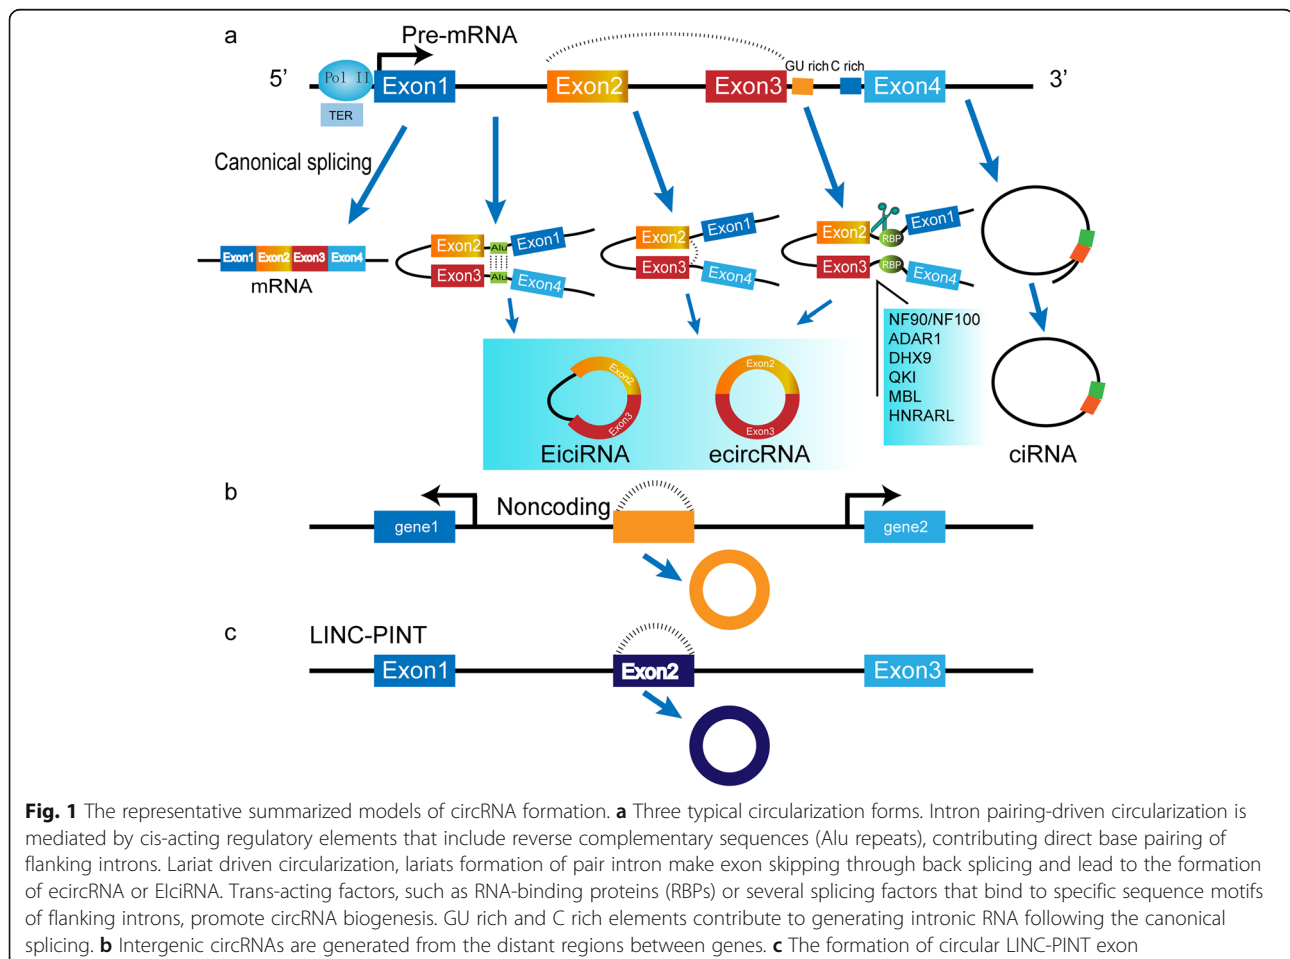 a
Pre-mRNA
GU rich C rich
5’
Pol II
Exon1
Exon2
Exon3
Exon4
3’
TER
Canonical splicing
Exon1 Exon2 Exon3 Exon4
mRNA
Exon2
Alu
Exon1
Exon3
Alu
Exon4
Exon2
Exon1
Exon3
Exon4
Exon2
RBP
Exon1
Exon3
RBP
Exon4
NF90/NF100
ADAR1
DHX9
QKI
MBL
HNRARL
Exon2
Exon3
EiciRNA
Exon2
Exon3
ecircRNA
ciRNA
b
Noncoding
gene1
gene2
c
LINC-PINT
Exon1
Exon2
Exon3
Fig. 1 The representative summarized models of circRNA formation. a Three typical circularization forms. Intron pairing-driven circularization is
mediated by cis-acting regulatory elements that include reverse complementary sequences (Alu repeats), contributing direct base pairing of
flanking introns. Lariat driven circularization, lariats formation of pair intron make exon skipping through back splicing and lead to the formation
of ecircRNA or EIciRNA. Trans-acting factors, such as RNA-binding proteins (RBPs) or several splicing factors that bind to specific sequence motifs
of flanking introns, promote circRNA biogenesis. GU rich and C rich elements contribute to generating intronic RNA following the canonical
splicing. b Intergenic circRNAs are generated from the distant regions between genes. c The formation of circular LINC-PINT exon